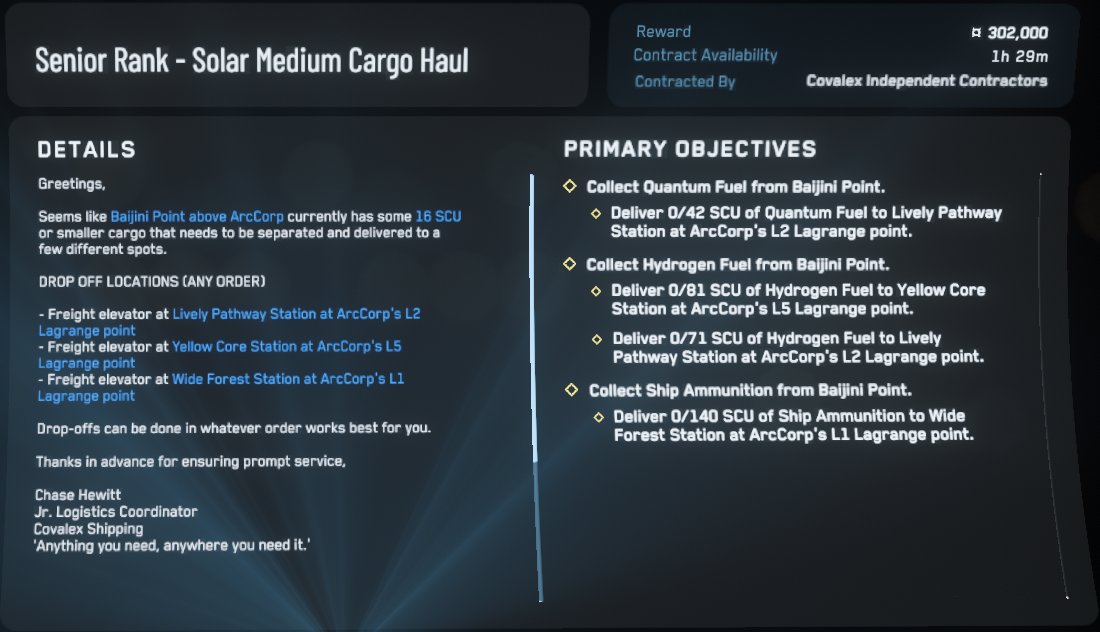 Senior Rank - Solar Medium Cargo Haul
Reward ¤ 302,000
Contract Availability 1h 29m
Contracted By Covalex Independent Contractors
DETAILS
Greetings,
Seems like Baijini Point above ArcCorp currently has some 16 SCU
or smaller cargo that needs to be separated and delivered to a
few different spots.
DROP OFF LOCATIONS (ANY ORDER)
- Freight elevator at Lively Pathway Station at ArcCorp's L2
Lagrange point
- Freight elevator at Yellow Core Station at ArcCorp's L5
Lagrange point
- Freight elevator at Wide Forest Station at ArcCorp's L1
Lagrange point
Drop-offs can be done in whatever order works best for you.
Thanks in advance for ensuring prompt service,
Chase Hewitt
Jr. Logistics Coordinator
Covalex Shipping
'Anything you need, anywhere you need it.'
PRIMARY OBJECTIVES
Collect Quantum Fuel from Baijini Point.
Deliver 0/42 SCU of Quantum Fuel to Lively Pathway
Station at ArcCorp's L2 Lagrange point.
Collect Hydrogen Fuel from Baijini Point.
Deliver 0/81 SCU of Hydrogen Fuel to Yellow Core
Station at ArcCorp's L5 Lagrange point.
Deliver 0/71 SCU of Hydrogen Fuel to Lively
Pathway Station at ArcCorp's L2 Lagrange point.
Collect Ship Ammunition from Baijini Point.
Deliver 0/140 SCU of Ship Ammunition to Wide
Forest Station at ArcCorp's L1 Lagrange point.